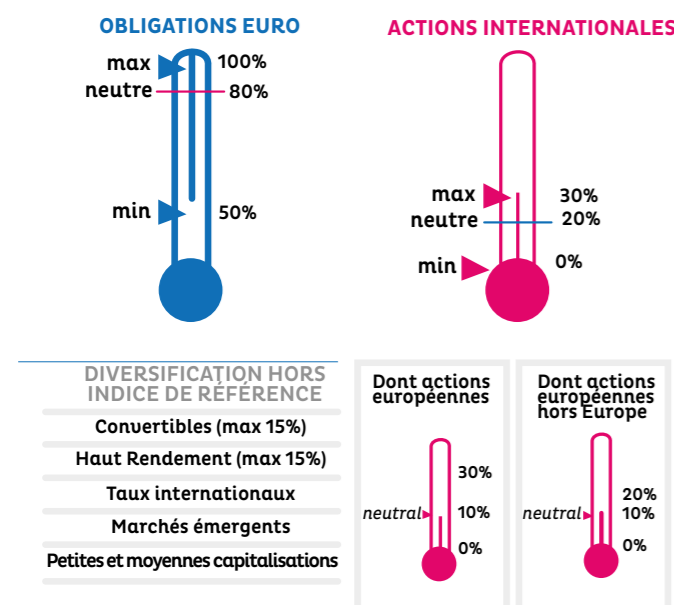 OBLIGATIONS EURO
max
100%
neutre
80%
min
50%
ACTIONS INTERNATIONALES
max
30%
neutre
20%
min
0%
DIVERSIFICATION HORS
INDICE DE RÉFÉRENCE
Convertibles (max 15%)
Haut Rendement (max 15%)
Taux internationaux
Marchés émergents
Petites et moyennes capitalisations
Dont actions
européennes
30%
neutral
10%
0%
Dont actions
européennes
hors Europe
20%
neutral
10%
0%